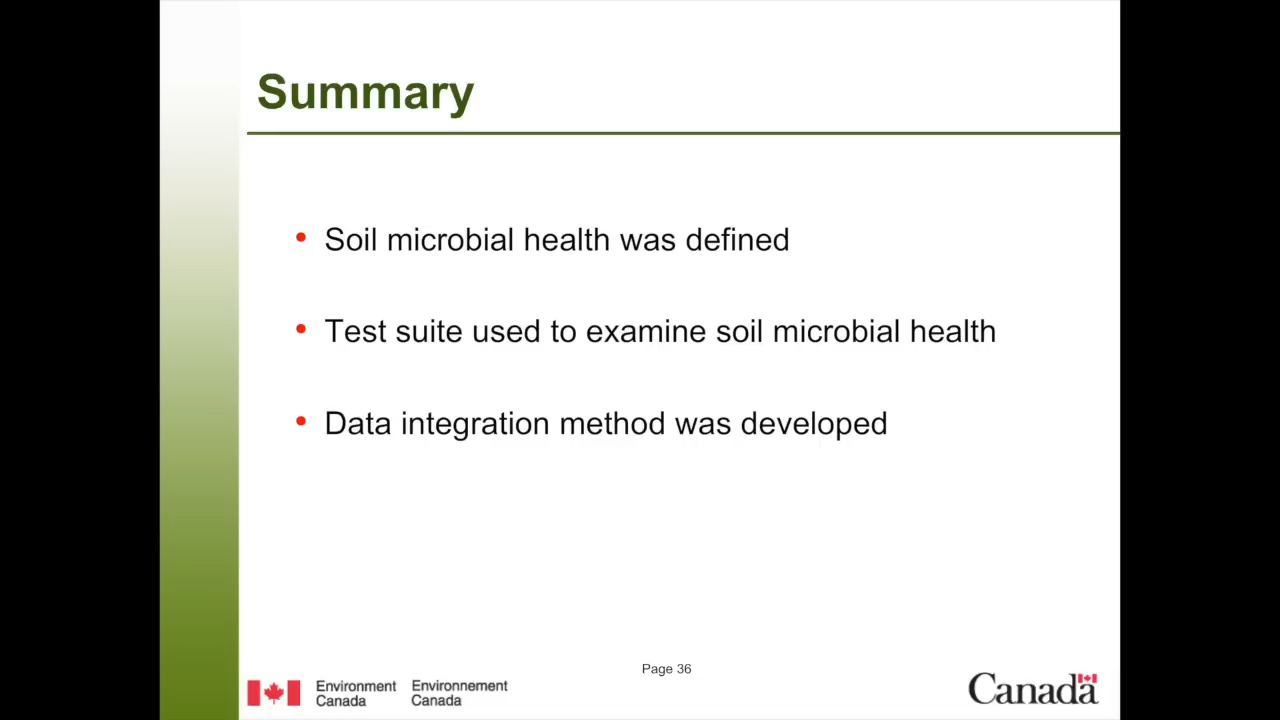 Summary
• Soil microbial health was defined
• Test suite used to examine soil microbial health
• Data integration method was developed
Page 36
Environment Canada
Environnement Canada
Canada